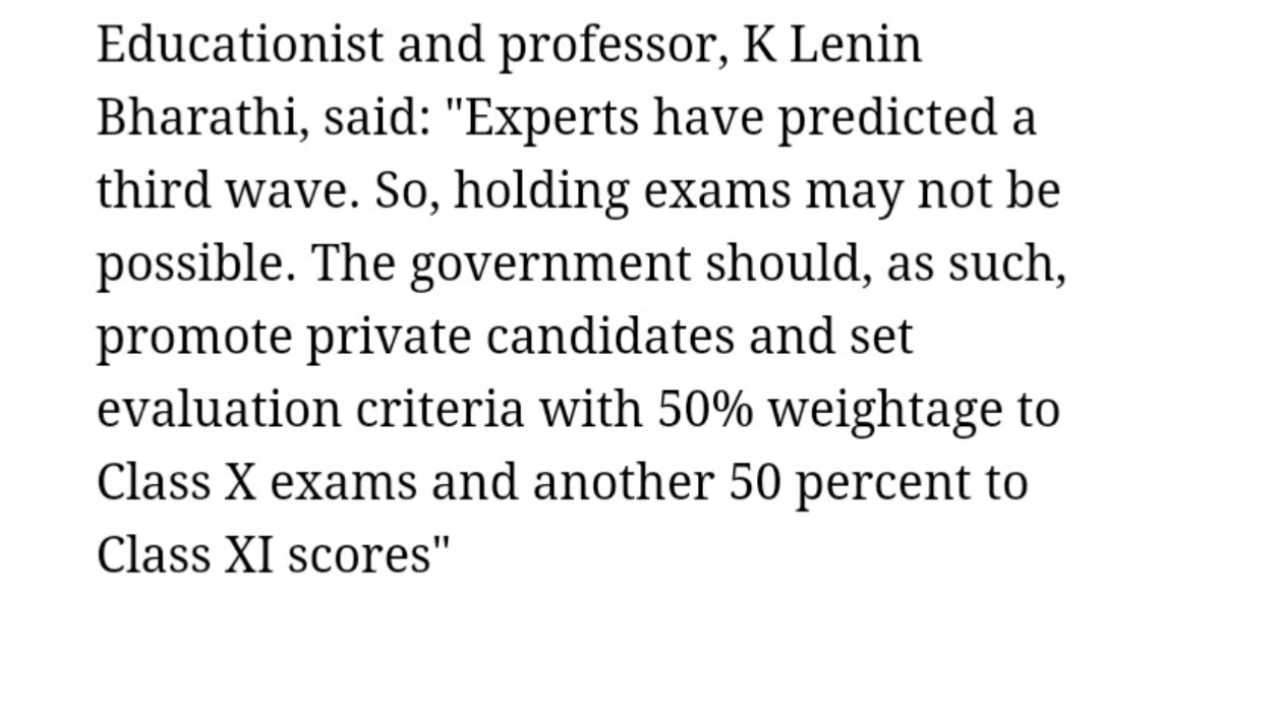 Educationist and professor, K Lenin
Bharathi, said: "Experts have predicted a
third wave. So, holding exams may not be
possible. The government should, as such,
promote private candidates and set
evaluation criteria with 50% weightage to
Class X exams and another 50 percent to
Class XI scores"